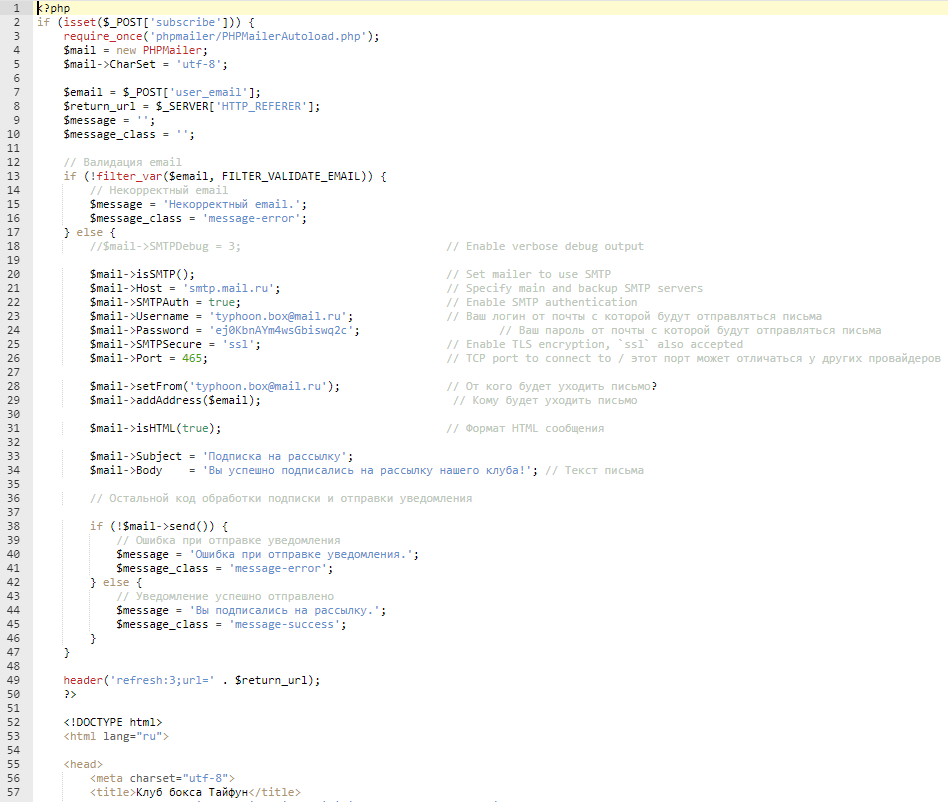 1 <?php
2 if (isset($_POST['subscribe'])) {
3 require_once('phpmailer/PHPMailerAutoload.php');
4 $mail = new PHPMailer;
5 $mail->CharSet = 'utf-8';
6
7 $email = $_POST['user_email'];
8 $return_url = $_SERVER['HTTP_REFERER'];
9 $message = '';
10 $message_class = '';
11
12 // Валидация email
13 if (!filter_var($email, FILTER_VALIDATE_EMAIL)) {
14 // Некорректный email
15 $message = 'Некорректный email.';
16 $message_class = 'message-error';
17 } else {
18 //$mail->SMTPDebug = 3; // Enable verbose debug output
19
20 $mail->isSMTP(); // Set mailer to use SMTP
21 $mail->Host = 'smtp.mail.ru'; // Specify main and backup SMTP servers
22 $mail->SMTPAuth = true; // Enable SMTP authentication
23 $mail->Username = 'typhoon.box@mail.ru'; // Ваш логин от почты с которой будут отправляться письма
24 $mail->Password = 'ej0KbnAYm4wsGbiswq2c'; // Ваш пароль от почты с которой будут отправляться письма
25 $mail->SMTPSecure = 'ssl'; // Enable TLS encryption, `ssl` also accepted
26 $mail->Port = 465; // TCP port to connect to / этот порт может отличаться у других провайдеров
27
28 $mail->setFrom('typhoon.box@mail.ru'); // От кого будет уходить письмо?
29 $mail->addAddress($email); // Кому будет уходить письмо
30
31 $mail->isHTML(true); // Формат HTML сообщения
32
33 $mail->Subject = 'Подписка на рассылку';
34 $mail->Body = 'Вы успешно подписались на рассылку нашего клуба!'; // Текст письма
35
36 // Остальной код обработки подписки и отправки уведомления
37
38 if (!$mail->send()) {
39 // Ошибка при отправке уведомления
40 $message = 'Ошибка при отправке уведомления.';
41 $message_class = 'message-error';
42 } else {
43 // Уведомление успешно отправлено
44 $message = 'Вы подписались на рассылку.';
45 $message_class = 'message-success';
46 }
47 }
48
49 header('refresh:3;url=' . $return_url);
50 ?>
51
52 <!DOCTYPE html>
53 <html lang="ru">
54
55 <head>
56 <meta charset="utf-8">
57 <title>Клуб бокса Тайфун</title>